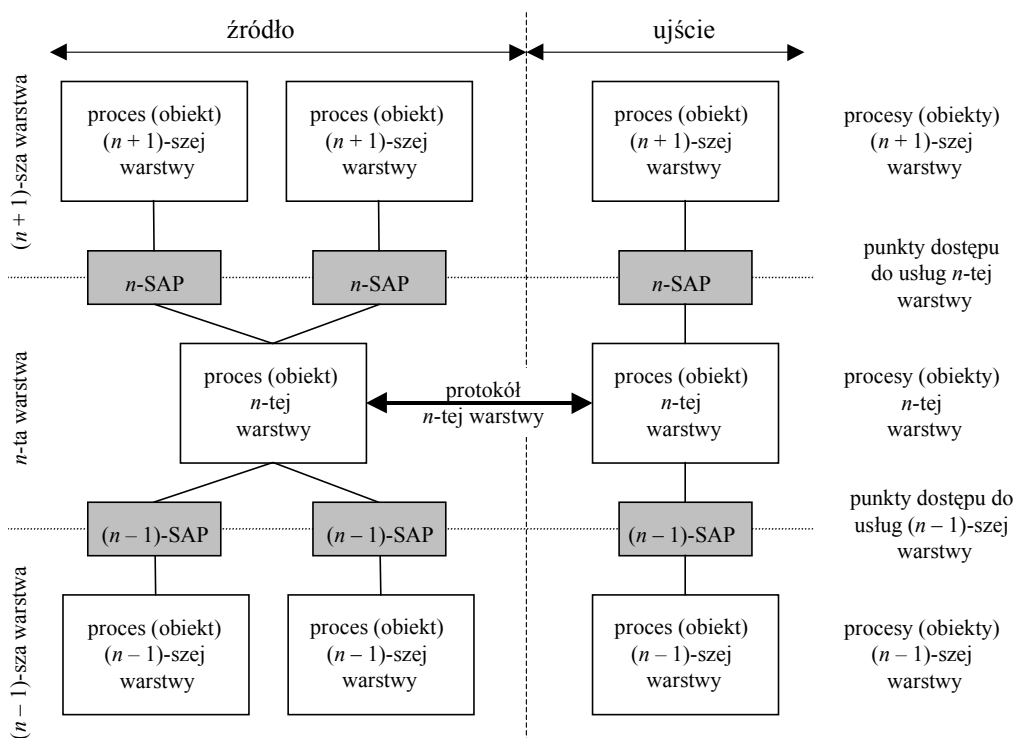 źródło
ujście
(n + 1)-sza warstwa
proces (obiekt)
(n + 1)-szej
warstwy
proces (obiekt)
(n + 1)-szej
warstwy
proces (obiekt)
(n + 1)-szej
warstwy
procesy (obiekty)
(n + 1)-szej
warstwy
n-SAP
n-SAP
n-SAP
punkty dostępu
do usług n-tej
warstwy
n-ta warstwa
proces (obiekt)
n-tej
warstwy
protokół
n-tej warstwy
proces (obiekt)
n-tej
warstwy
procesy (obiekty)
n-tej
warstwy
(n – 1)-SAP
(n – 1)-SAP
(n – 1)-SAP
punkty dostępu do
usług (n – 1)-szej
warstwy
(n – 1)-sza warstwa
proces (obiekt)
(n – 1)-szej
warstwy
proces (obiekt)
(n – 1)-szej
warstwy
proces (obiekt)
(n – 1)-szej
warstwy
procesy (obiekty)
(n – 1)-szej
warstwy